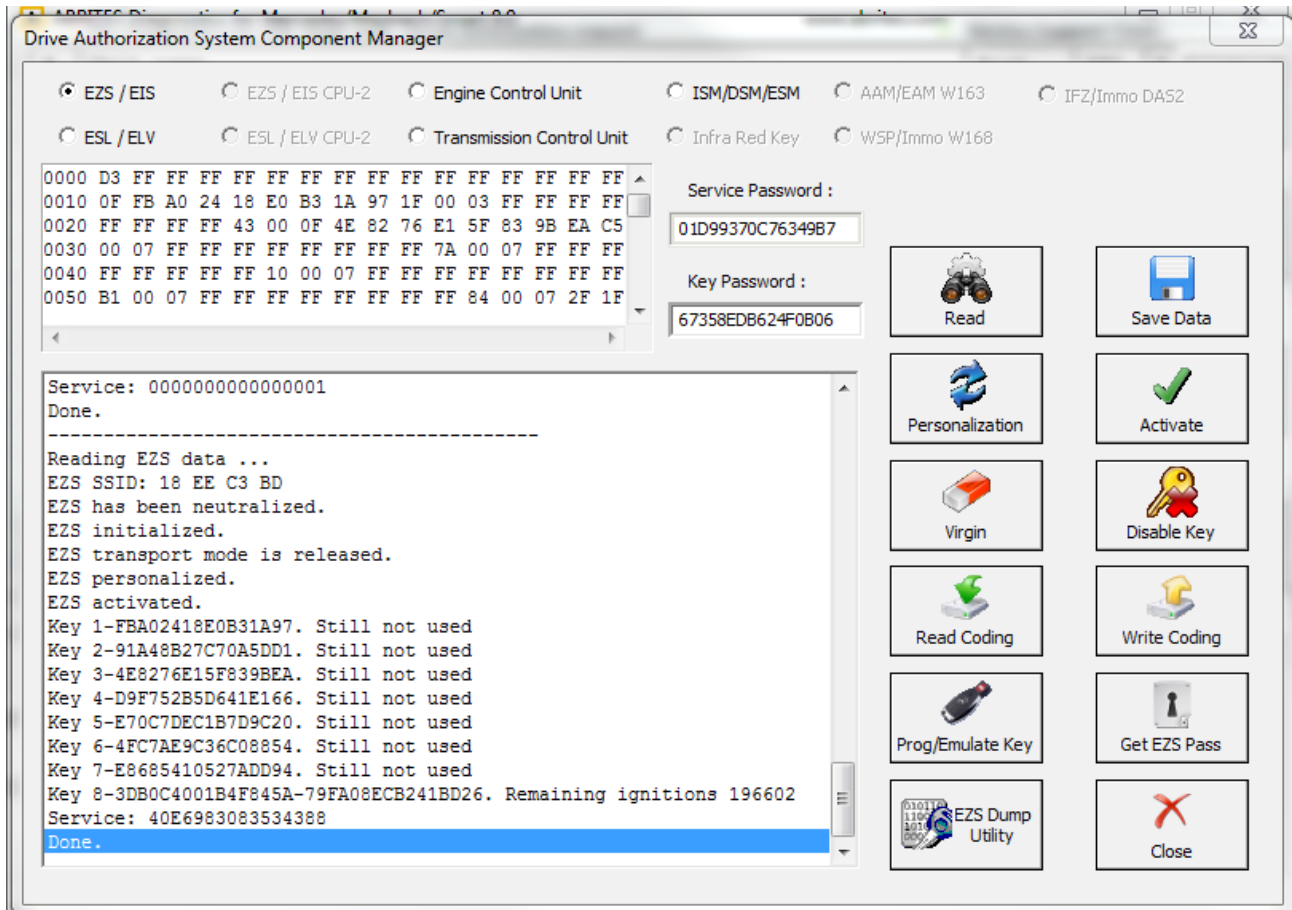 Drive Authorization System Component Manager
EZS / EIS
EZS / EIS CPU-2
Engine Control Unit
ISM/DSM/ESM
AAM/EAM W163
IFZ/Immo DAS2
ESL / ELV
ESL / ELV CPU-2
Transmission Control Unit
Infra Red Key
WSP/Immo W168
0000 D3 FF FF FF FF FF FF FF FF FF FF FF FF FF FF FF
0010 0F FB A0 24 18 E0 B3 1A 97 1F 00 03 FF FF FF FF
0020 FF FF FF FF 43 00 0F 4E 82 76 E1 5F 83 9B EA C5
0030 00 07 FF FF FF FF FF FF FF FF 7A 00 07 FF FF FF
0040 FF FF FF FF FF 10 00 07 FF FF FF FF FF FF FF FF
0050 B1 00 07 FF FF FF FF FF FF FF FF 84 00 07 2F 1F
Service Password :
01D99370C76349B7
Key Password :
67358EDB624F0B06
Read
Save Data
Service: 0000000000000001
Done.
--------------------------------------------
Reading EZS data ...
EZS SSID: 18 EE C3 BD
EZS has been neutralized.
EZS initialized.
EZS transport mode is released.
EZS personalized.
EZS activated.
Key 1-FBA02418E0B31A97. Still not used
Key 2-91A48B27C70A5DD1. Still not used
Key 3-4E8276E15F839BEA. Still not used
Key 4-D9F752B5D641E166. Still not used
Key 5-E70C7DEC1B7D9C20. Still not used
Key 6-4FC7AE9C36C08854. Still not used
Key 7-E8685410527ADD94. Still not used
Key 8-3DB0C4001B4F845A-79FA08ECB241BD26. Remaining ignitions 196602
Service: 40E6983083534388
Done.
Personalization
Activate
Virgin
Disable Key
Read Coding
Write Coding
Prog/Emulate Key
Get EZS Pass
EZS Dump
Utility
Close